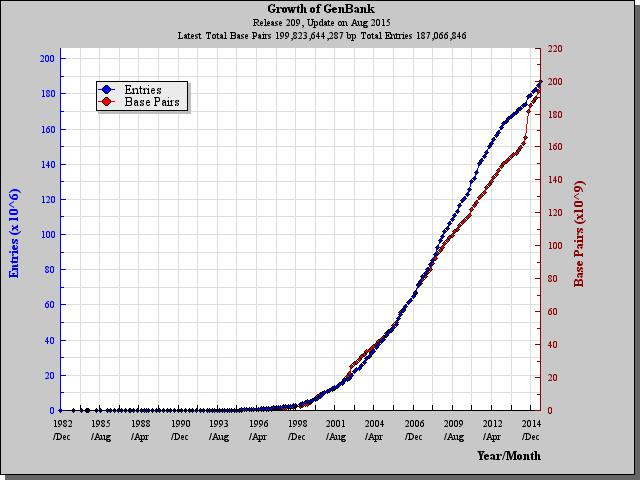 Growth of GenBank
Release 209, Update on Aug 2015
Latest Total Base Pairs 199,823,644,287 bp Total Entries 187,066,846
Entries
Base Pairs
Entries (x 10^6)
200
180
160
140
120
100
80
60
40
20
0
220
200
180
160
140
120
100
80
60
40
20
0
Base Pairs (x10^9)
1982 1985 1988 1990 1993 1996 1998 2001 2004 2006 2009 2012 2014
/Dec /Aug /Apr /Dec /Aug /Apr /Dec /Aug /Apr /Dec /Aug /Apr /Dec
Year/Month